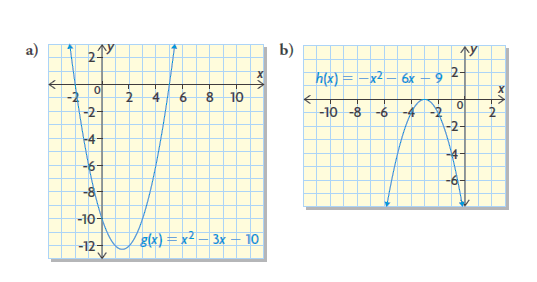 a)
y
2
x
-2 0 2 4 6 8 10
-2
-4
-6
-8
-10
-12
g(x) = x² – 3x – 10
b)
y
h(x) = –x² – 6x – 9
2
x
-10 -8 -6 -4 -2 0 2
-2
-4
-6